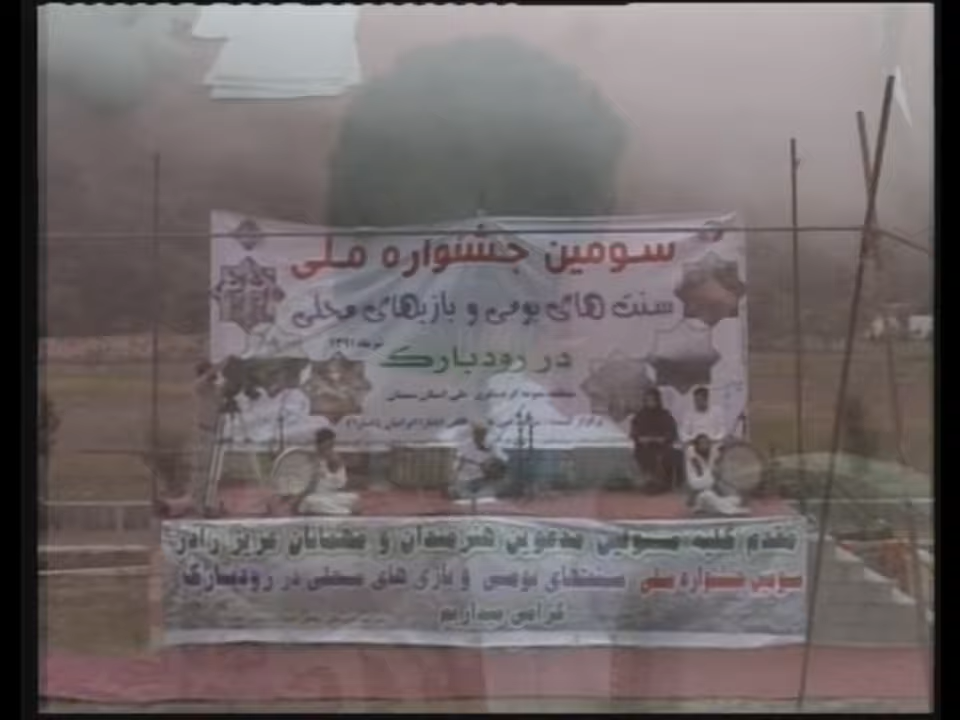 سومین جشنواره ملی
سنت های بومی و بازیهای محلی
در رودبارک
مقدم کلیه مسئولین مدعوین هنرمندان و مهمانان عزیز را در
سومین جشنواره ملی سنتهای بومی و بازی های محلی در رودبارک
گرامی میداریم